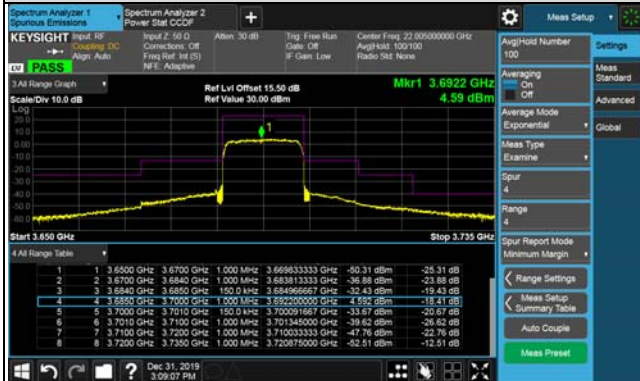 Spectrum Analyzer 1
Spurious Emissions
Spectrum Analyzer 2
Power Stat CCDF
Meas Setup
KEYSIGHT
Input: RF
Coupling: DC
Align: Auto
Input Z: 50 Ω
Corrections: Off
Freq Ref: Int (S)
NFE: Adaptive
Atten: 30 dB
Trig: Free Run
Gate: Off
IF Gain: Low
Center Freq: 22.005000000 GHz
Avg|Hold: 100/100
Radio Std: None
PASS
3 All Range Graph
Scale/Div 10.0 dB
Ref Lvl Offset 15.50 dB
Ref Value 30.00 dBm
Mkr1 3.6922 GHz
4.59 dBm
Log
20.0
10.0
0.00
-10.0
-20.0
-30.0
-40.0
-50.0
-60.0
1
Start 3.650 GHz
Stop 3.735 GHz
4 All Range Table
1 1 3.6500 GHz 3.6700 GHz 1.000 MHz 3.669833333 GHz -50.31 dBm -25.31 dB
2 2 3.6700 GHz 3.6840 GHz 1.000 MHz 3.683813333 GHz -36.88 dBm -23.88 dB
3 3 3.6840 GHz 3.6850 GHz 150.0 kHz 3.684966667 GHz -32.43 dBm -19.43 dB
4 4 3.6850 GHz 3.7000 GHz 1.000 MHz 3.692200000 GHz 4.592 dBm -18.41 dB
5 5 3.7000 GHz 3.7010 GHz 150.0 kHz 3.700091667 GHz -33.67 dBm -20.67 dB
6 6 3.7010 GHz 3.7100 GHz 1.000 MHz 3.701345000 GHz -39.62 dBm -26.62 dB
7 7 3.7100 GHz 3.7200 GHz 1.000 MHz 3.710033333 GHz -47.76 dBm -22.76 dB
8 8 3.7200 GHz 3.7350 GHz 1.000 MHz 3.720875000 GHz -52.51 dBm -12.51 dB
Avg|Hold Number
100
Averaging
On
Off
Average Mode
Exponential
Meas Type
Examine
Spur
4
Range
4
Spur Report Mode
Minimum Margin
Range Settings
Meas Setup
Summary Table
Auto Couple
Meas Preset
Settings
Meas
Standard
Advanced
Global
?
Dec 31, 2019
3:09:07 PM